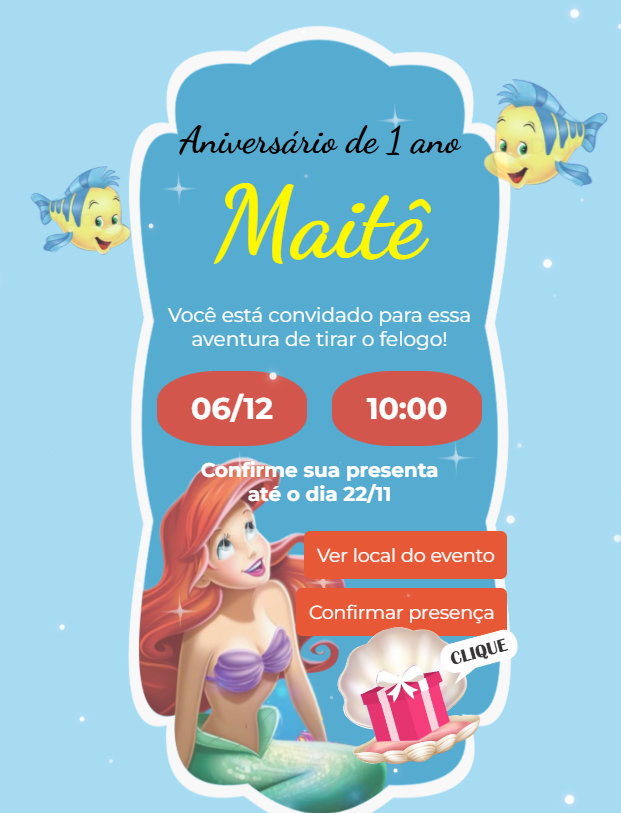 Aniversário de 1 ano
Maitê
Você está convidado para essa
aventura de tirar o felogo!
06/12
10:00
Confirme sua presenta
até o dia 22/11
Ver local do evento
Confirmar presença
CLIQUE